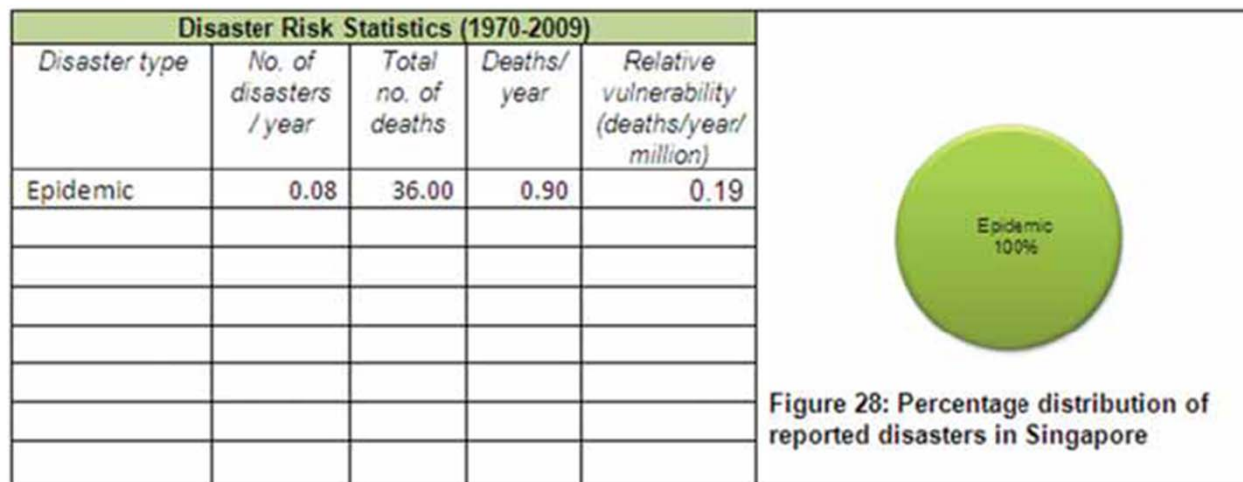 Disaster Risk Statistics (1970-2009)
Disaster type No. of disasters / year Total no. of deaths Deaths/ year Relative vulnerability (deaths/year/ million)
Epidemic 0.08 36.00 0.90 0.19
Epidemic
100%
Figure 28: Percentage distribution of
reported disasters in Singapore